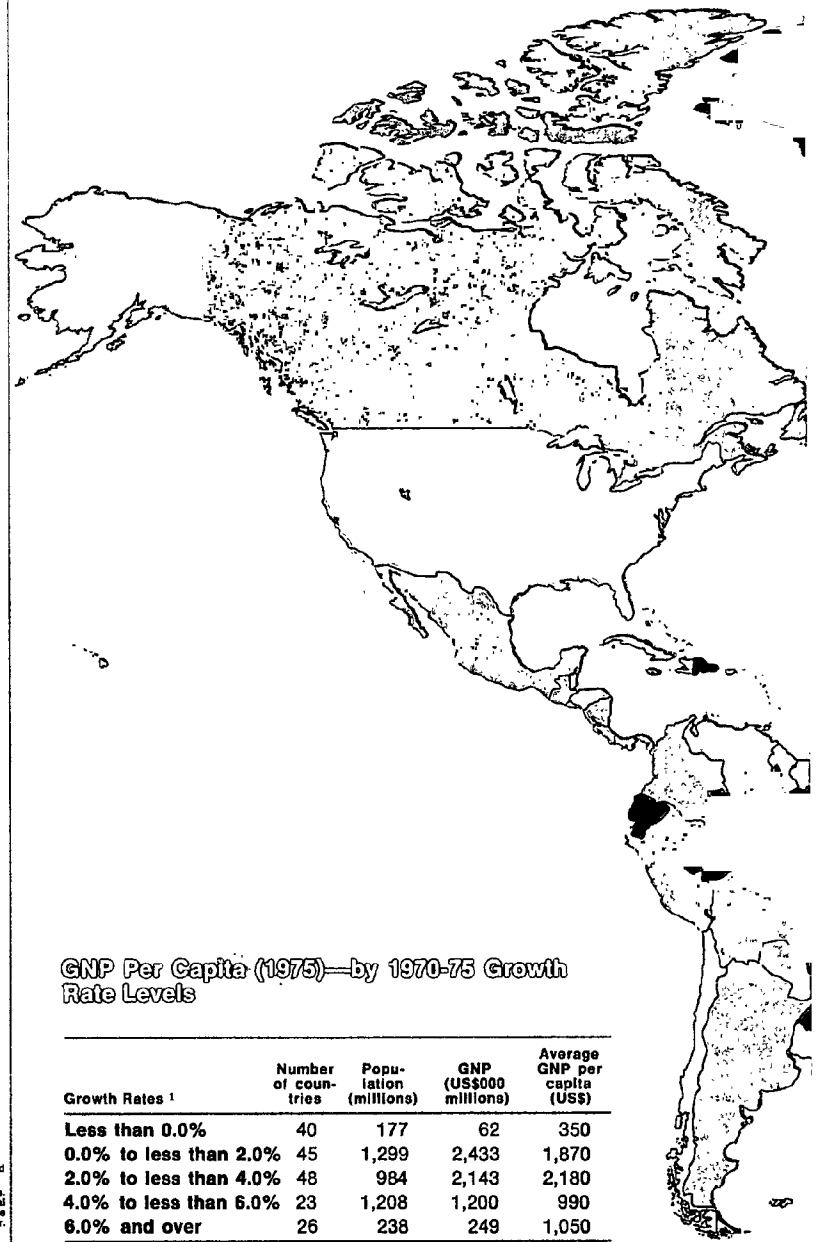 GNP Per Capita (1975)—by 1970-75 Growth
Rate Levels
Growth Rates 1 Number of coun- tries Popu- lation (millions) GNP (US$000 millions) Average GNP per capita (US$)
Less than 0.0% 40 177 62 350
0.0% to less than 2.0% 45 1,299 2,433 1,870
2.0% to less than 4.0% 48 984 2,143 2,180
4.0% to less than 6.0% 23 1,208 1,200 990
6.0% and over 26 238 249 1,050